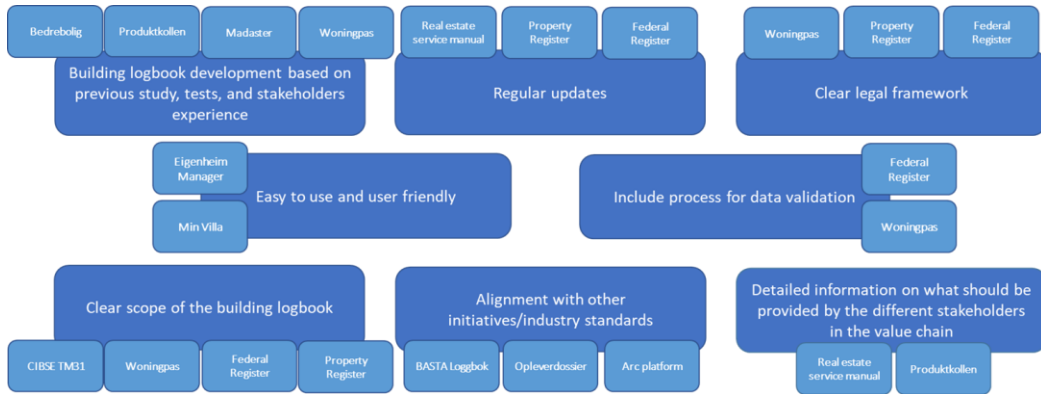 Bedrebolig
Produktkollen
Madaster
Woningpas
Building logbook development based on
previous study, tests, and stakeholders
experience
Real estate
service manual
Property
Register
Federal
Register
Regular updates
Woningpas
Property
Register
Federal
Register
Clear legal framework
Eigenheim
Manager
Min Villa
Easy to use and user friendly
Include process for data validation
Federal
Register
Woningpas
Clear scope of the building logbook
CIBSE TM31
Woningpas
Federal
Register
Property
Register
Alignment with other
initiatives/industry standards
BASTA Loggbok
Opleverdossier
Arc platform
Detailed information on what should be
provided by the different stakeholders
in the value chain
Real estate
service manual
Produktkollen